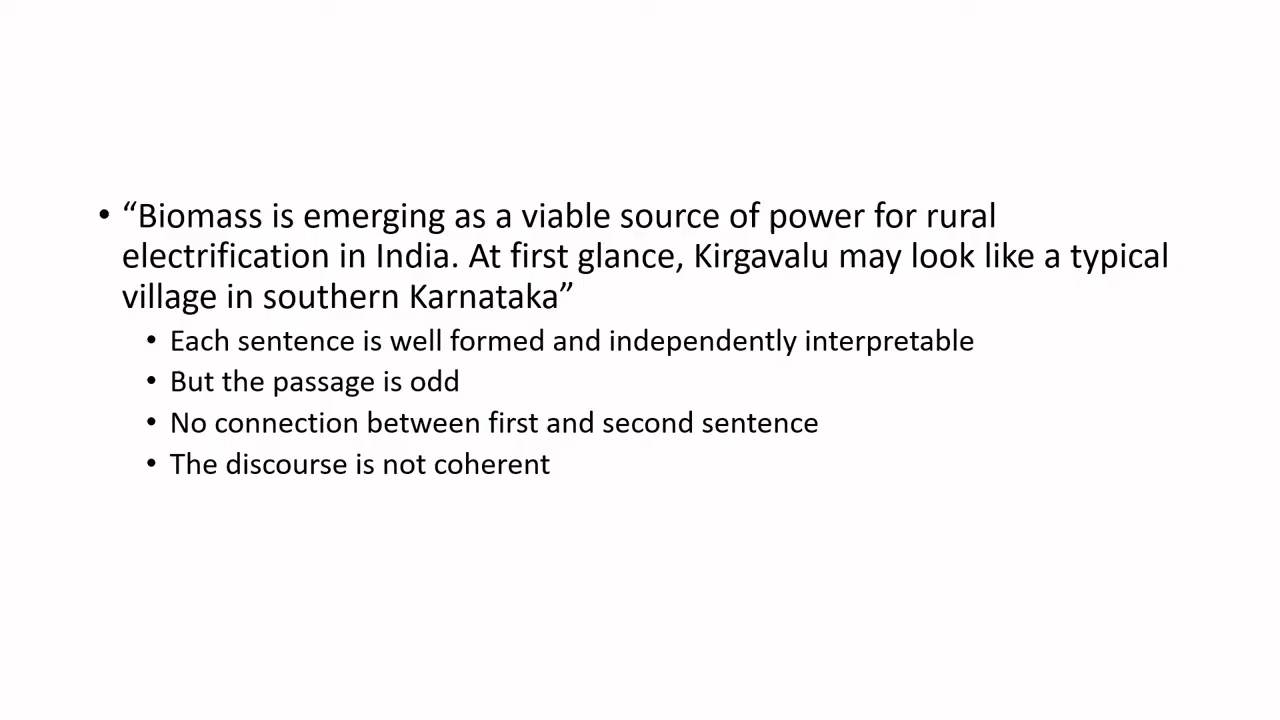 • “Biomass is emerging as a viable source of power for rural
electrification in India. At first glance, Kirgavalu may look like a typical
village in southern Karnataka”
• Each sentence is well formed and independently interpretable
• But the passage is odd
• No connection between first and second sentence
• The discourse is not coherent